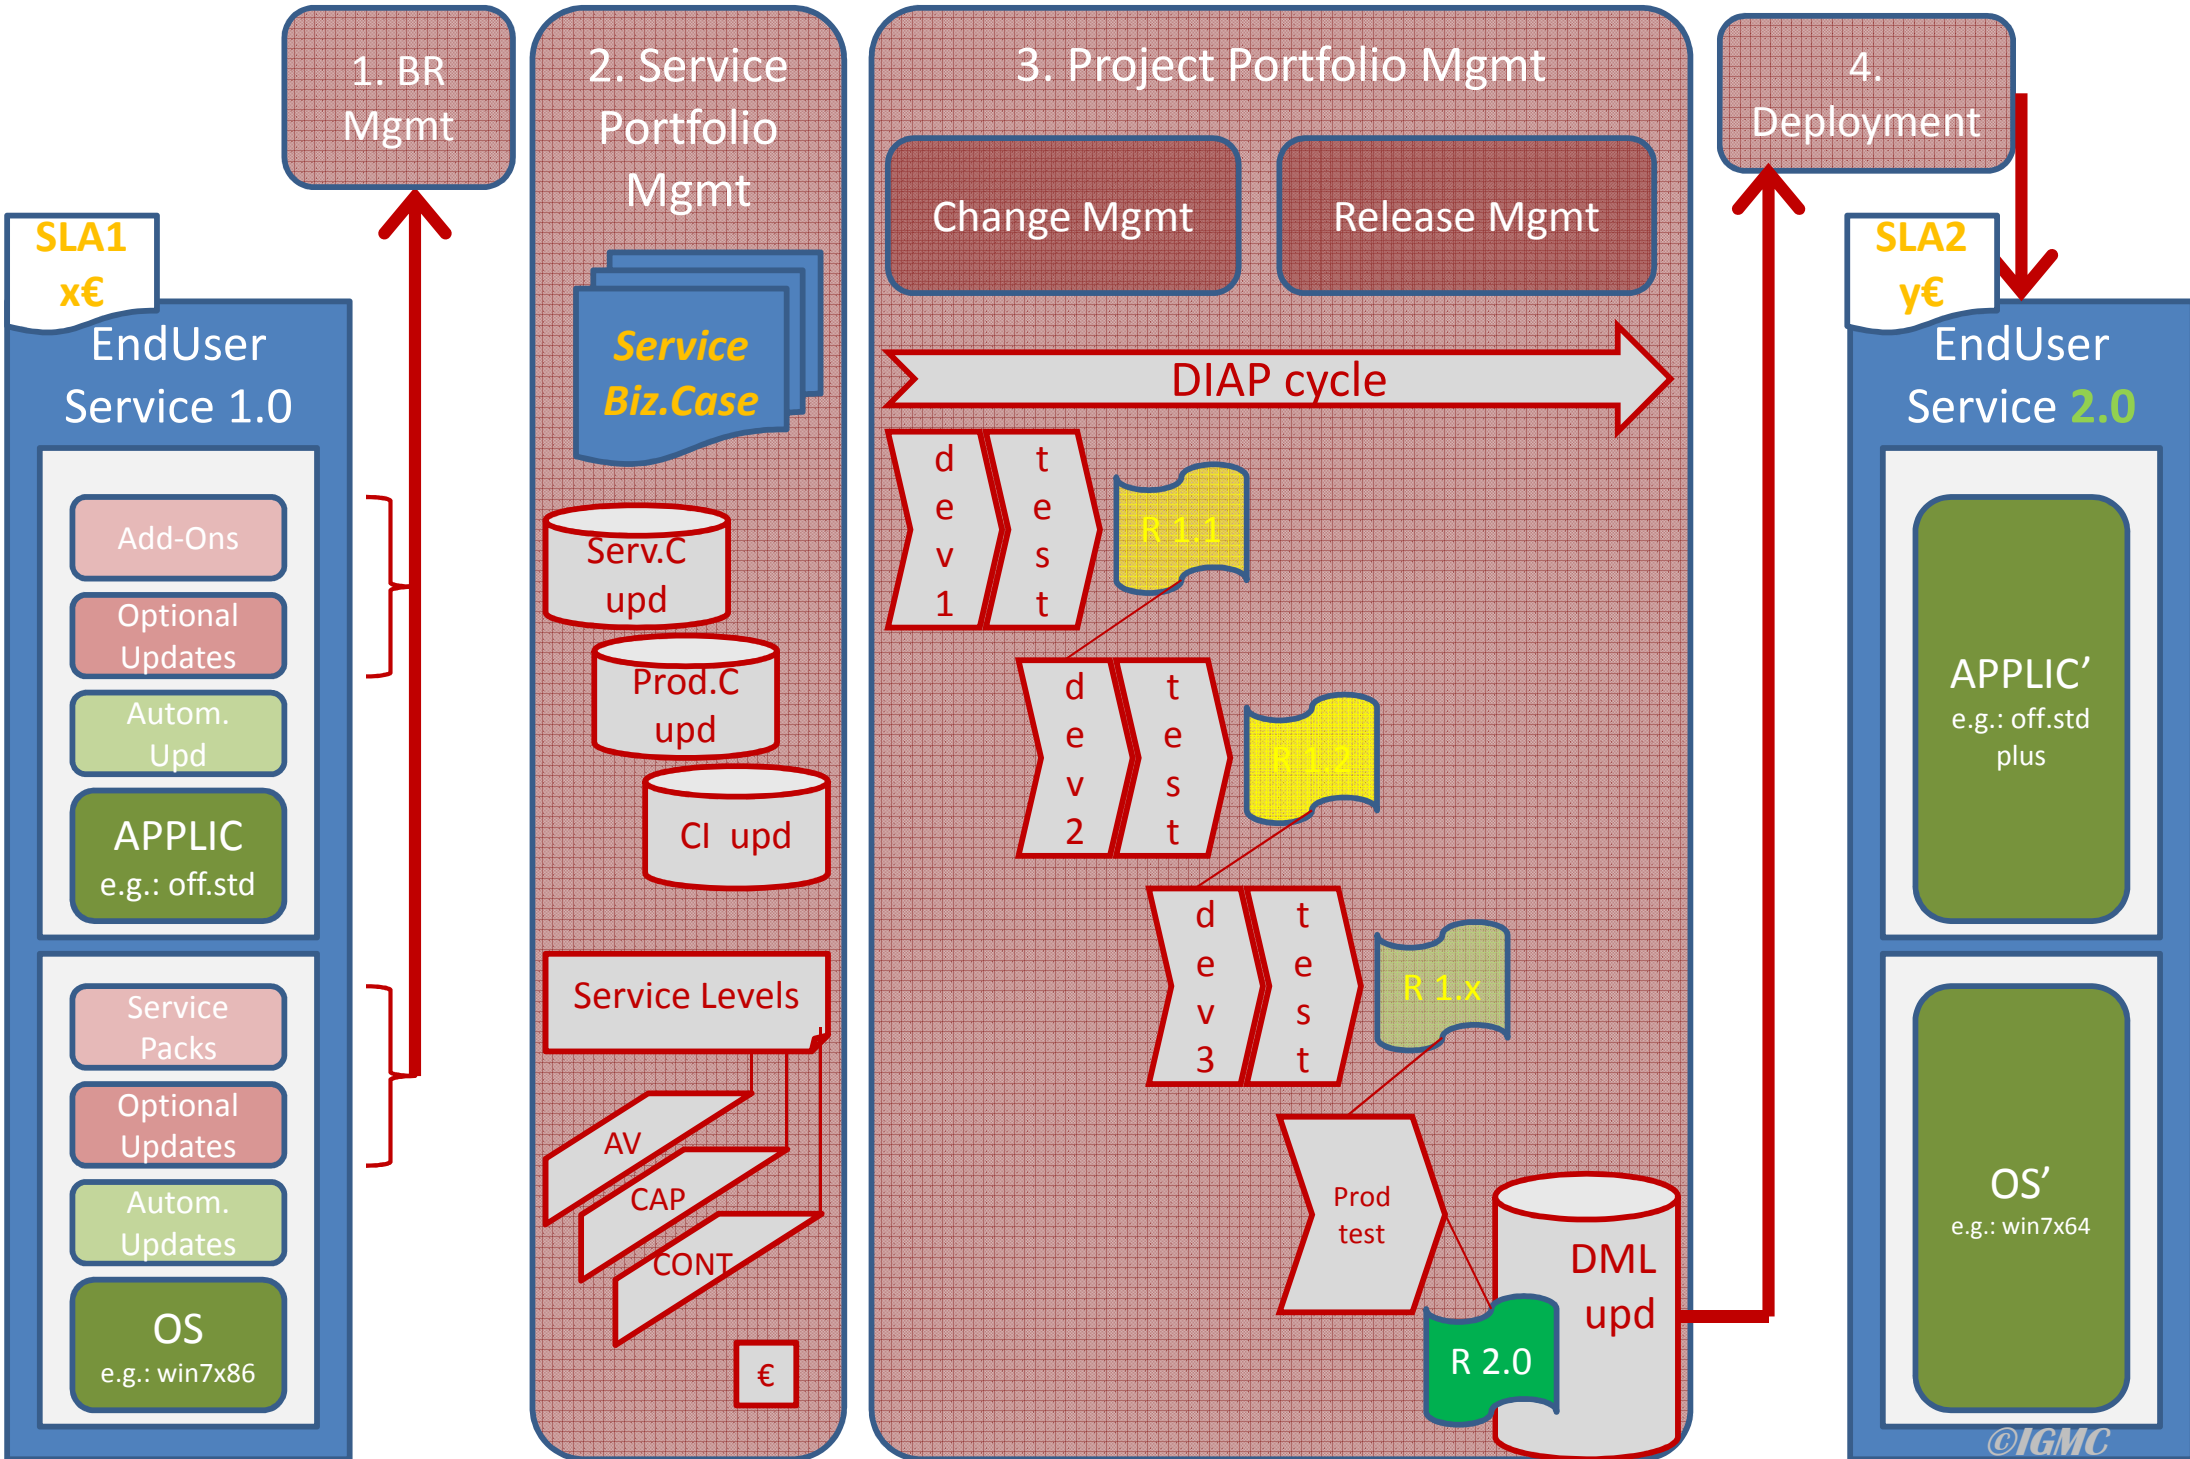 1. BR
Mgmt
2. Service
Portfolio
Mgmt
3. Project Portfolio Mgmt
4.
Deployment
Change Mgmt
Release Mgmt
SLA1
x€
EndUser
Service 1.0
Add-Ons
Optional
Updates
Autom.
Upd
APPLIC
e.g.: off.std
Service
Packs
Optional
Updates
Autom.
Updates
OS
e.g.: win7x86
Service
Biz.Case
Serv.C
upd
Prod.C
upd
CI upd
Service Levels
AV
CAP
CONT
€
DIAP cycle
d
e
v
1
t
e
s
t
R 1.1
d
e
v
2
t
e
s
t
R 1.2
d
e
v
3
t
e
s
t
R 1.x
Prod
test
DML
upd
R 2.0
SLA2
y€
EndUser
Service 2.0
APPLIC’
e.g.: off.std
plus
OS’
e.g.: win7x64
©IGMC